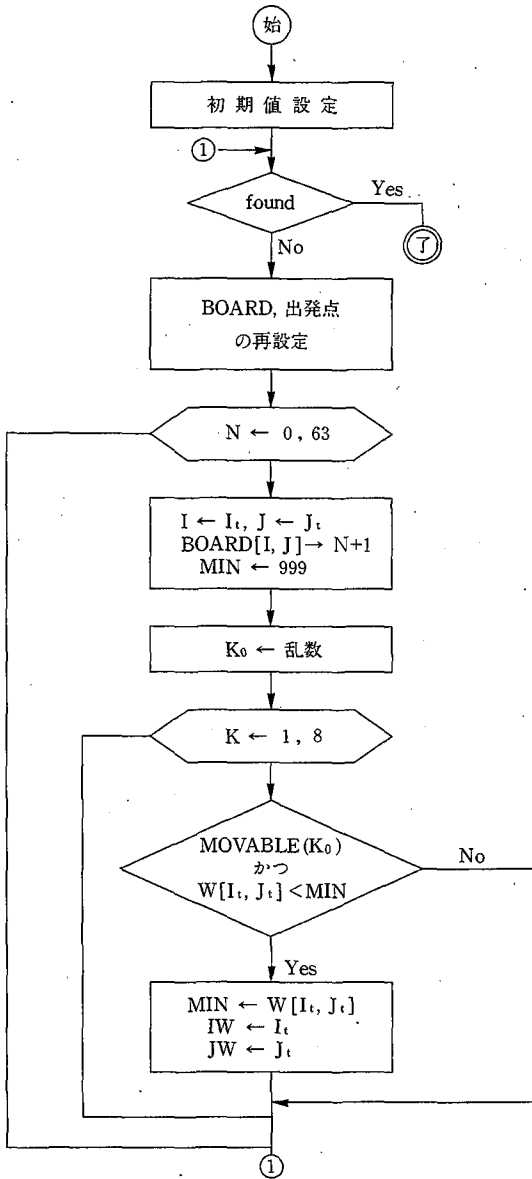 始
初期値設定
①
found
Yes
了
No
BOARD, 出発点
の再設定
N ← 0, 63
I ← Iₜ, J ← Jₜ
BOARD[I, J]→ N+1
MIN ← 999
K₀ ← 乱数
K ← 1, 8
MOVABLE(K₀)
かつ
W[Iₜ, Jₜ]<MIN
No
Yes
MIN ← W[Iₜ, Jₜ]
IW ← Iₜ
JW ← Jₜ
①